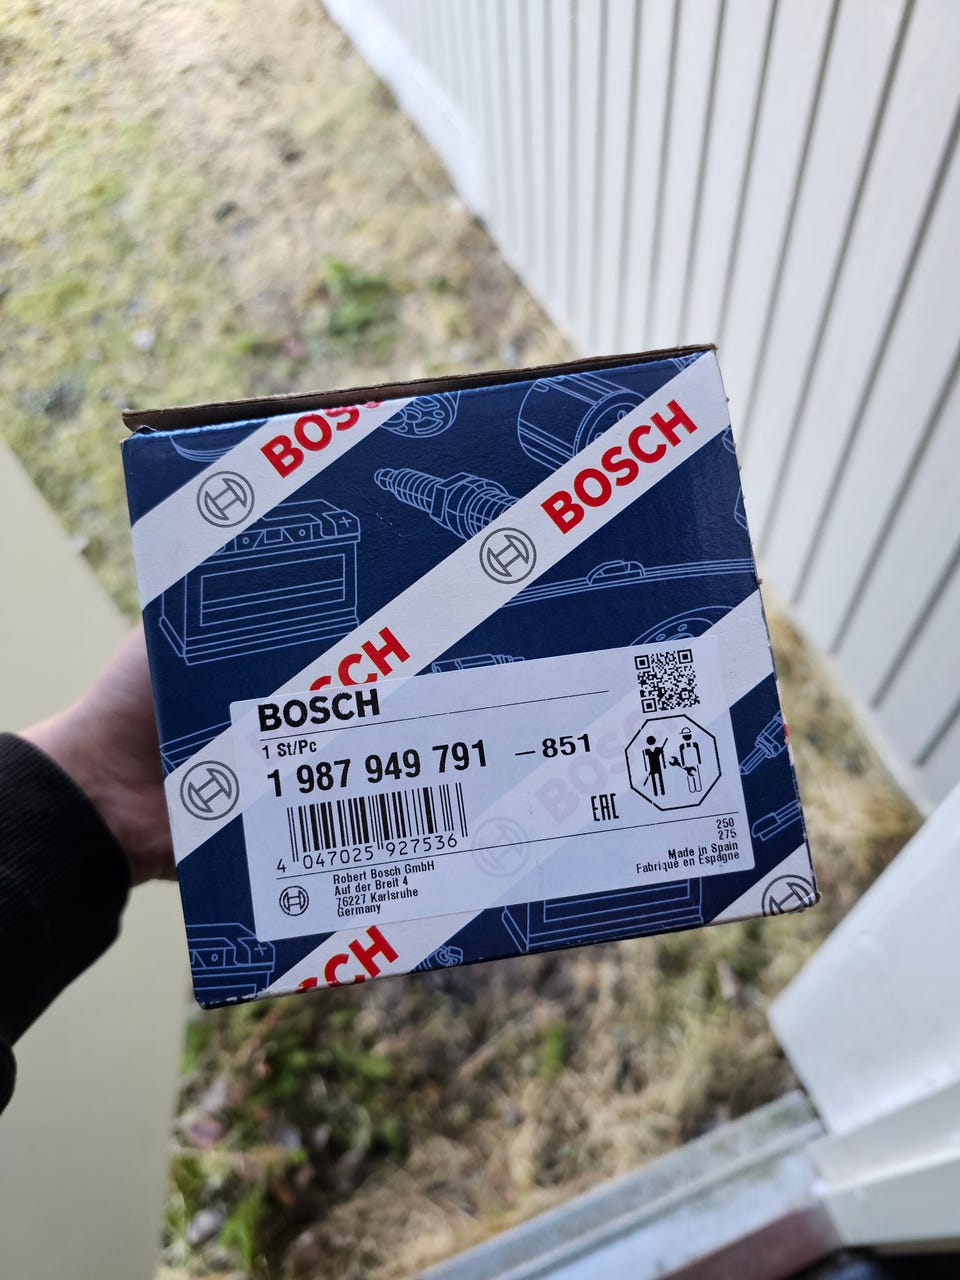 BOSCH
BOSCH
BOSCH
BOSCH
1 St/Pc
1 987 949 791 – 851
EAC
4 047025 927536
250
275
Made in Spain
Fabriqué en Espagne
Robert Bosch GmbH
Auf der Breit 4
76227 Karlsruhe
Germany
BOSCH
SCH